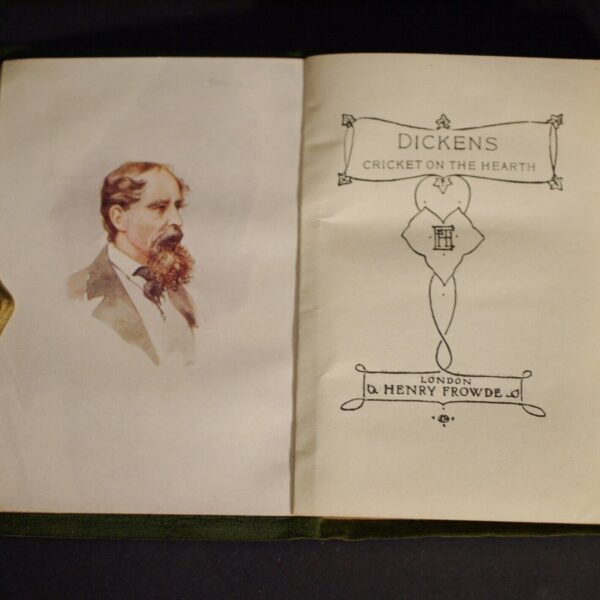 DICKENS
CRICKET ON THE HEARTH
LONDON
HENRY FROWDE